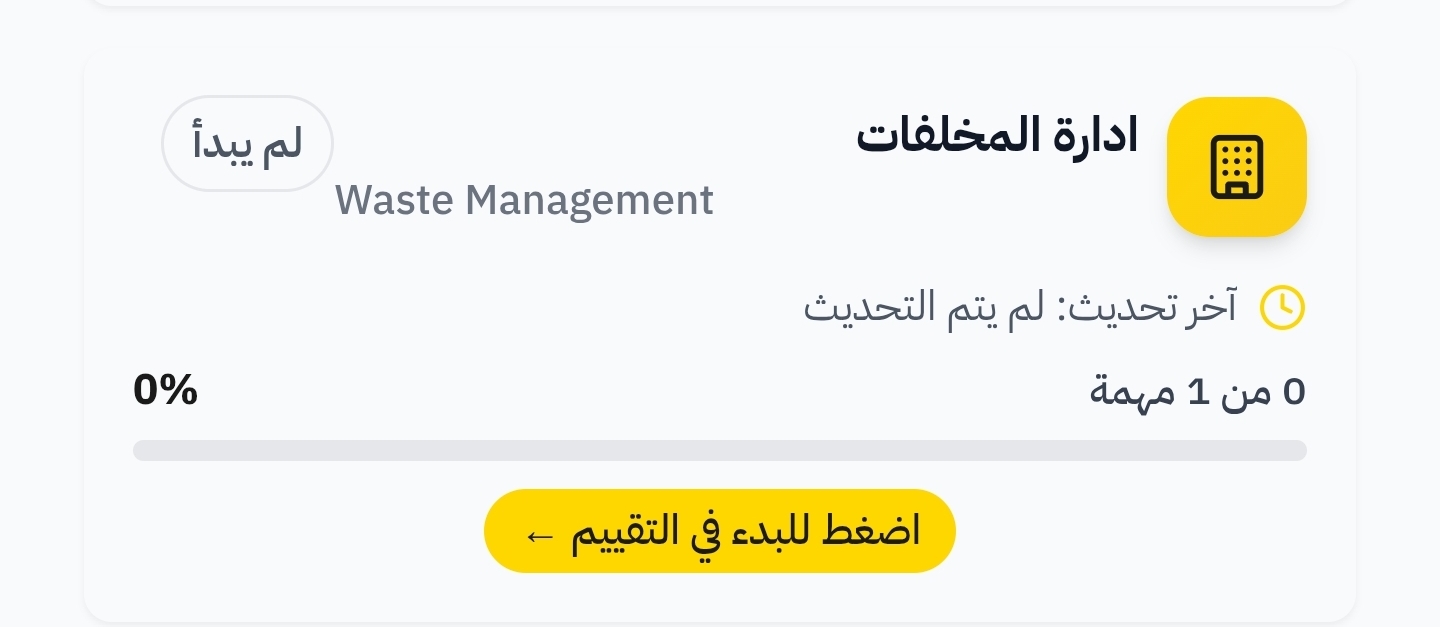 ادارة المخلفات
لم يبدأ
Waste Management
آخر تحديث: لم يتم التحديث
0 من 1 مهمة
0%
اضغط للبدء في التقييم ←